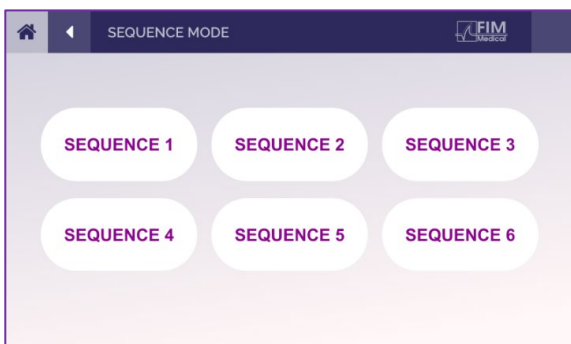 SEQUENCE MODE
FIM
Medical
SEQUENCE 1 SEQUENCE 2 SEQUENCE 3
SEQUENCE 4 SEQUENCE 5 SEQUENCE 6